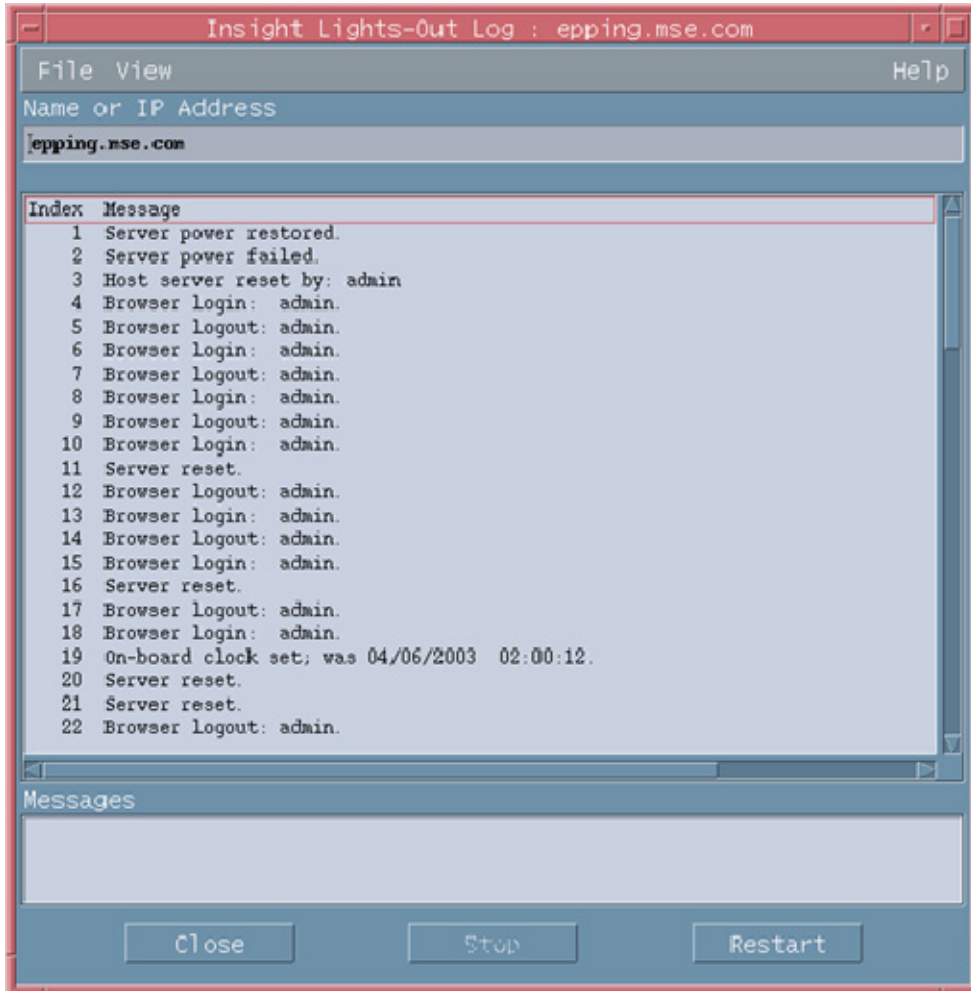 Insight Lights-Out Log : epping.mse.com
File View Help
Name or IP Address
epping.mse.com
Index Message
1 Server power restored.
2 Server power failed.
3 Host server reset by: admin
4 Browser login: admin.
5 Browser logout: admin.
6 Browser login: admin.
7 Browser logout: admin.
8 Browser login: admin.
9 Browser logout: admin.
10 Browser login: admin.
11 Server reset.
12 Browser logout: admin.
13 Browser login: admin.
14 Browser logout: admin.
15 Browser login: admin.
16 Server reset.
17 Browser logout: admin.
18 Browser login: admin.
19 On-board clock set; was 04/06/2003 02:00:12.
20 Server reset.
21 Server reset.
22 Browser logout: admin.
Messages
Close Stop Restart